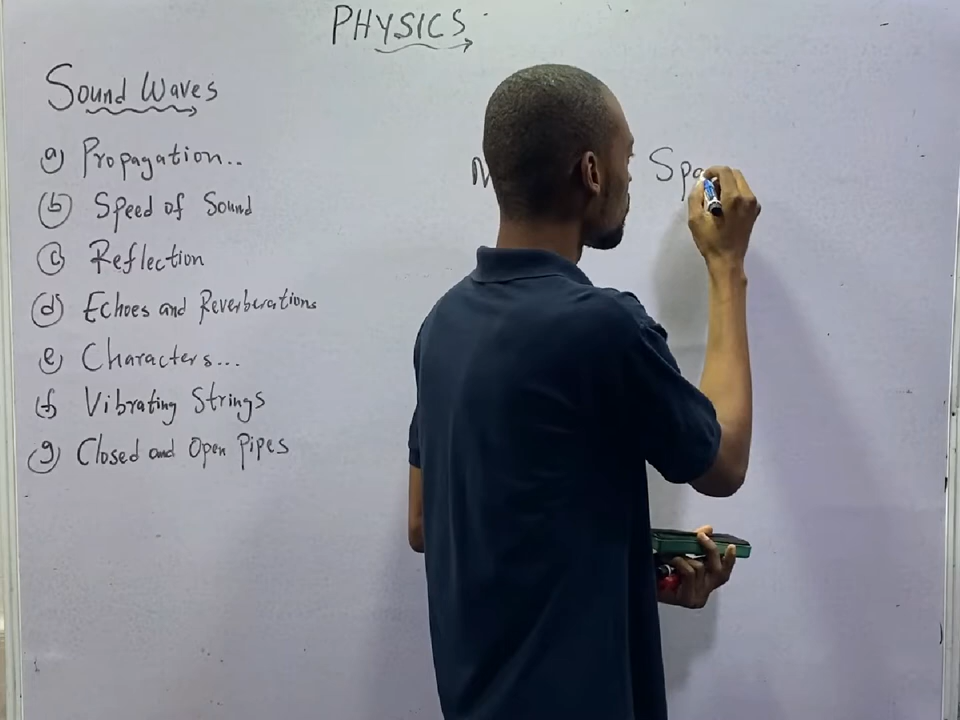 PHYSICS
Sound Waves
a) Propagation..
(b) Speed of Sound
(c) Reflection
(d) Echoes and Reverberations
(e) Characters...
(f) Vibrating Strings
(g) Closed and Open Pipes